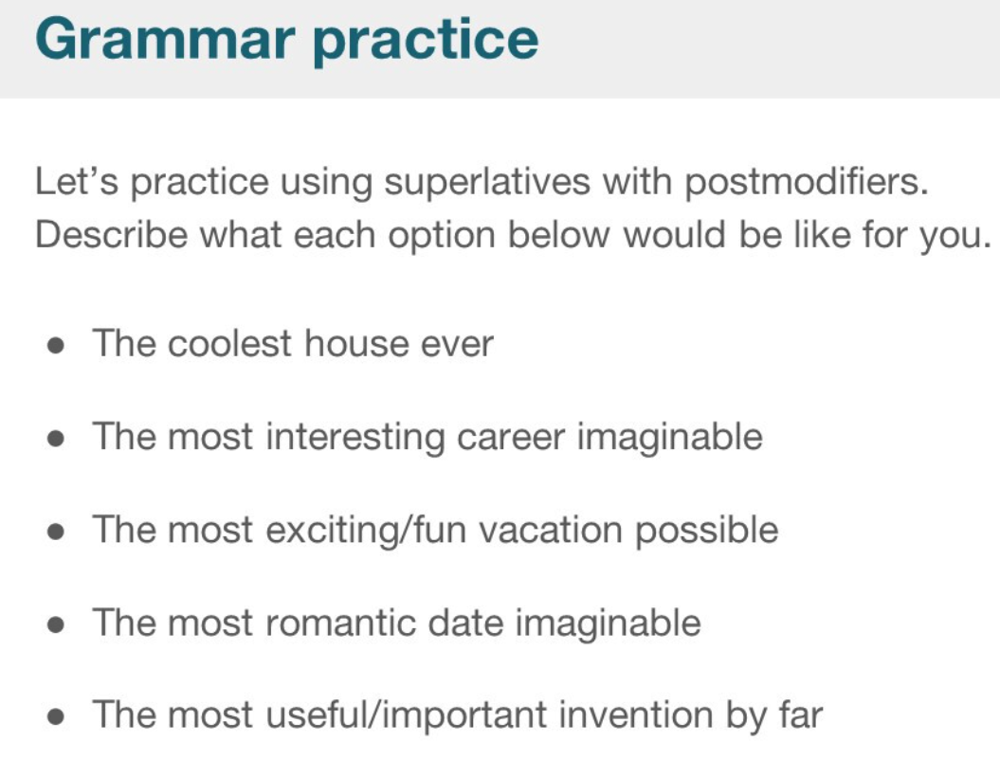 Grammar practice
Let’s practice using superlatives with postmodifiers.
Describe what each option below would be like for you.
● The coolest house ever
● The most interesting career imaginable
● The most exciting/fun vacation possible
● The most romantic date imaginable
● The most useful/important invention by far